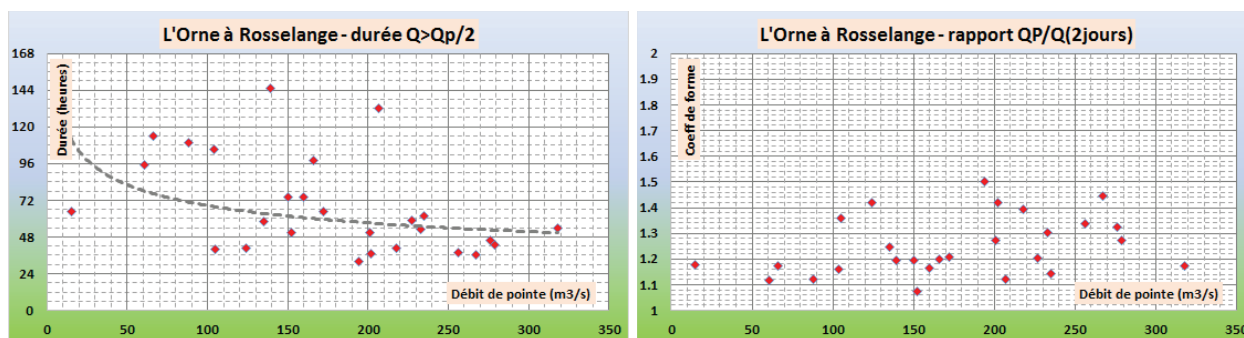 L'Orne à Rosselange - durée Q>Qp/2
Durée (heures)
168
144
120
96
72
48
24
0
Débit de pointe (m3/s)
0 50 100 150 200 250 300 350
L'Orne à Rosselange - rapport QP/Q(2jours)
Coeff de forme
2
1.9
1.8
1.7
1.6
1.5
1.4
1.3
1.2
1.1
1
Débit de pointe (m3/s)
0 50 100 150 200 250 300 350